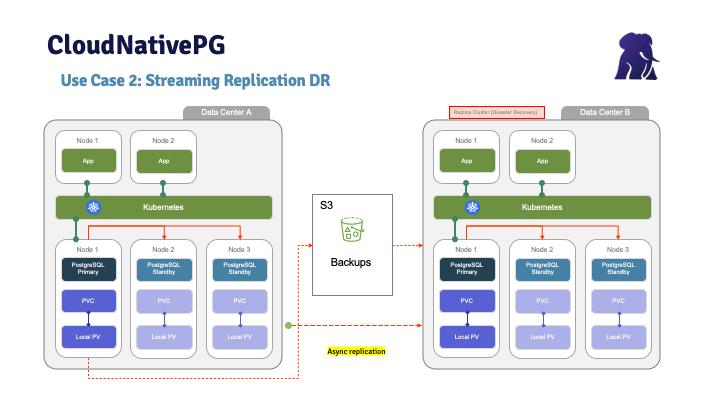 CloudNativePG
Use Case 2: Streaming Replication DR
Data Center A
Node 1
Node 2
App
App
Kubernetes
Node 1
Node 2
Node 3
PostgreSQL
Primary
PostgreSQL
Standby
PostgreSQL
Standby
PVC
PVC
PVC
Local PV
Local PV
Local PV
S3
Backups
Async replication
Replica Cluster (Disaster Recovery)
Data Center B
Node 1
Node 2
App
App
Kubernetes
Node 1
Node 2
Node 3
PostgreSQL
Primary
PostgreSQL
Standby
PostgreSQL
Standby
PVC
PVC
PVC
Local PV
Local PV
Local PV